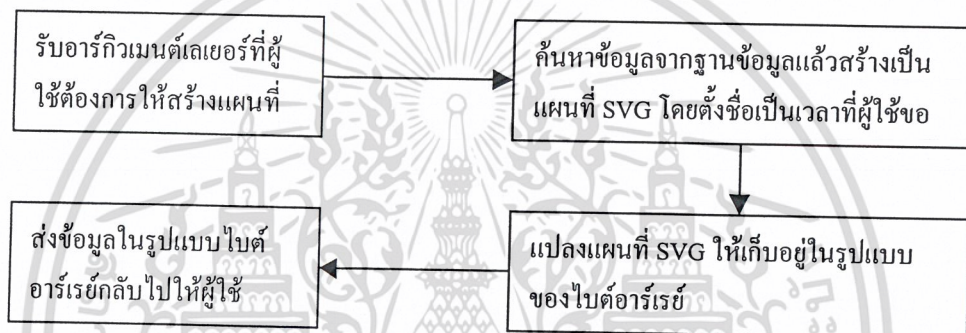 รับอาร์กิวเมนต์เลเยอร์ที่ผู้
ใช้ต้องการให้สร้างแผนที่
ค้นหาข้อมูลจากฐานข้อมูลแล้วสร้างเป็น
แผนที่ SVG โดยตั้งชื่อเป็นเวลาที่ผู้ใช้ขอ
แปลงแผนที่ SVG ให้เก็บอยู่ในรูปแบบ
ของไบต์อาร์เรย์
ส่งข้อมูลในรูปแบบไบต์
อาร์เรย์กลับไปให้ผู้ใช้